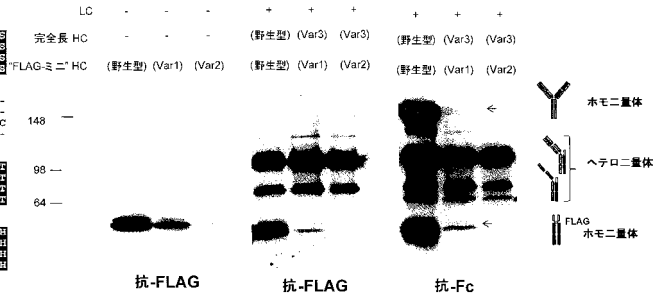 LC - - - + + + + + +
完全長 HC - - - (野生型) (Var3) (Var3) (野生型) (Var3) (Var3)
"FLAG-ミニ" HC (野生型) (Var1) (Var2) (野生型) (Var1) (Var2) (野生型) (Var1) (Var2)
S
S
S
S
C
T
T
T
T
H
H
H
H
148
98
64
ホモ二量体
ヘテロ二量体
FLAG
ホモ二量体
抗-FLAG
抗-FLAG
抗-Fc